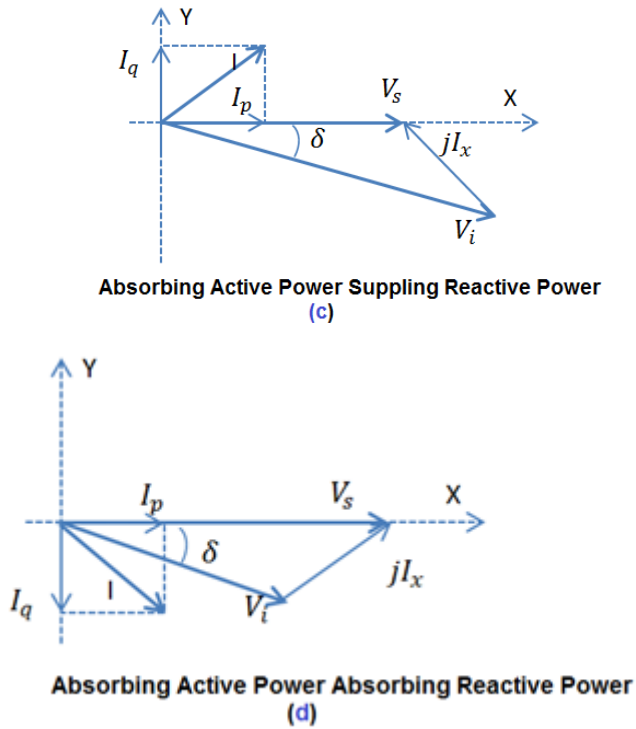 Y
I_q
I
I_p
V_s
X
δ
jI_x
V_i
Absorbing Active Power Suppling Reactive Power
(c)
Y
I_p
V_s
X
δ
I_q
I
V_i
jI_x
Absorbing Active Power Absorbing Reactive Power
(d)